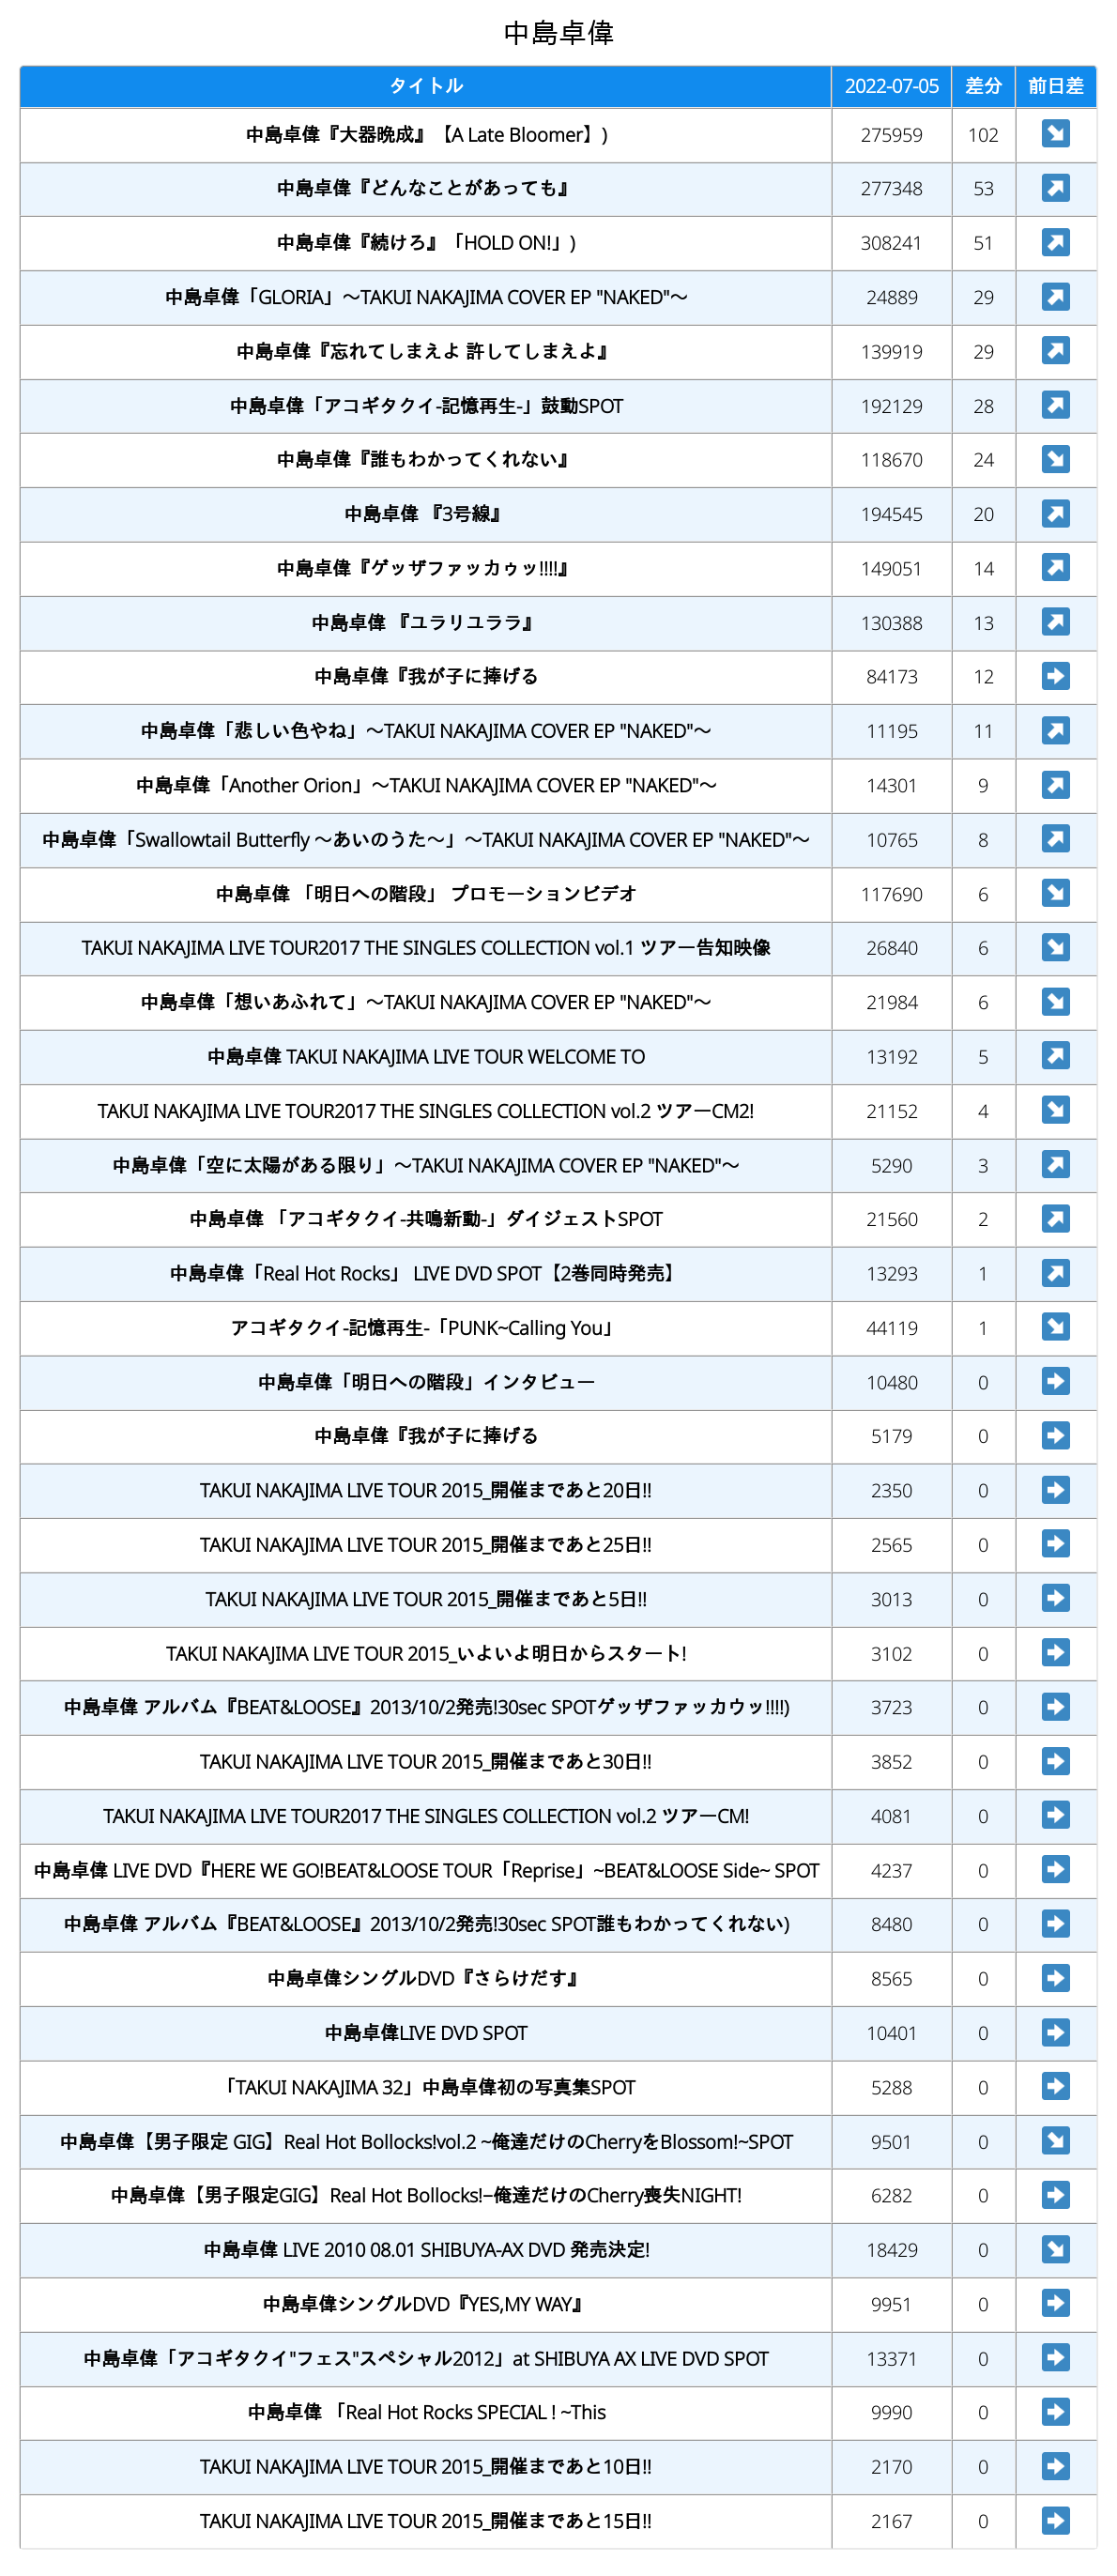 中島卓偉
タイトル 2022-07-05 差分 前日差
中島卓偉『大器晩成』【A Late Bloomer】) 275959 102 ↘
中島卓偉『どんなことがあっても』 277348 53 ↗
中島卓偉『続けろ』「HOLD ON!」) 308241 51 ↗
中島卓偉「GLORIA」〜TAKUI NAKAJIMA COVER EP "NAKED"〜 24889 29 ↗
中島卓偉『忘れてしまえよ 許してしまえよ』 139919 29 ↗
中島卓偉「アコギタクイ-記憶再生-」鼓動SPOT 192129 28 ↗
中島卓偉『誰もわかってくれない』 118670 24 ↘
中島卓偉 『3号線』 194545 20 ↗
中島卓偉『ゲッザファッカゥッ!!!!』 149051 14 ↗
中島卓偉 『ユラリユララ』 130388 13 ↗
中島卓偉『我が子に捧げる 84173 12 ➡
中島卓偉「悲しい色やね」〜TAKUI NAKAJIMA COVER EP "NAKED"〜 11195 11 ↗
中島卓偉「Another Orion」〜TAKUI NAKAJIMA COVER EP "NAKED"〜 14301 9 ↗
中島卓偉「Swallowtail Butterfly 〜あいのうた〜」〜TAKUI NAKAJIMA COVER EP "NAKED"〜 10765 8 ↗
中島卓偉 「明日への階段」 プロモーションビデオ 117690 6 ↘
TAKUI NAKAJIMA LIVE TOUR2017 THE SINGLES COLLECTION vol.1 ツアー告知映像 26840 6 ↘
中島卓偉「想いあふれて」〜TAKUI NAKAJIMA COVER EP "NAKED"〜 21984 6 ↘
中島卓偉 TAKUI NAKAJIMA LIVE TOUR WELCOME TO 13192 5 ↗
TAKUI NAKAJIMA LIVE TOUR2017 THE SINGLES COLLECTION vol.2 ツアーCM2! 21152 4 ↘
中島卓偉「空に太陽がある限り」〜TAKUI NAKAJIMA COVER EP "NAKED"〜 5290 3 ↗
中島卓偉 「アコギタクイ-共鳴新動-」ダイジェストSPOT 21560 2 ↗
中島卓偉「Real Hot Rocks」 LIVE DVD SPOT【2巻同時発売】 13293 1 ↗
アコギタクイ-記憶再生-「PUNK~Calling You」 44119 1 ↘
中島卓偉「明日への階段」インタビュー 10480 0 ➡
中島卓偉『我が子に捧げる 5179 0 ➡
TAKUI NAKAJIMA LIVE TOUR 2015_開催まであと20日!! 2350 0 ➡
TAKUI NAKAJIMA LIVE TOUR 2015_開催まであと25日!! 2565 0 ➡
TAKUI NAKAJIMA LIVE TOUR 2015_開催まであと5日!! 3013 0 ➡
TAKUI NAKAJIMA LIVE TOUR 2015_いよいよ明日からスタート! 3102 0 ➡
中島卓偉 アルバム『BEAT&LOOSE』2013/10/2発売!30sec SPOTゲッザファッカウッ!!!!) 3723 0 ➡
TAKUI NAKAJIMA LIVE TOUR 2015_開催まであと30日!! 3852 0 ➡
TAKUI NAKAJIMA LIVE TOUR2017 THE SINGLES COLLECTION vol.2 ツアーCM! 4081 0 ➡
中島卓偉 LIVE DVD『HERE WE GO!BEAT&LOOSE TOUR「Reprise」~BEAT&LOOSE Side~ SPOT 4237 0 ➡
中島卓偉 アルバム『BEAT&LOOSE』2013/10/2発売!30sec SPOT誰もわかってくれない) 8480 0 ➡
中島卓偉シングルDVD『さらけだす』 8565 0 ➡
中島卓偉LIVE DVD SPOT 10401 0 ➡
「TAKUI NAKAJIMA 32」中島卓偉初の写真集SPOT 5288 0 ➡
中島卓偉【男子限定 GIG】Real Hot Bollocks!vol.2 ~俺達だけのCherryをBlossom!~SPOT 9501 0 ↘
中島卓偉【男子限定GIG】Real Hot Bollocks!–俺達だけのCherry喪失NIGHT! 6282 0 ➡
中島卓偉 LIVE 2010 08.01 SHIBUYA-AX DVD 発売決定! 18429 0 ↘
中島卓偉シングルDVD『YES,MY WAY』 9951 0 ➡
中島卓偉「アコギタクイ"フェス"スペシャル2012」at SHIBUYA AX LIVE DVD SPOT 13371 0 ➡
中島卓偉 「Real Hot Rocks SPECIAL ! ~This 9990 0 ➡
TAKUI NAKAJIMA LIVE TOUR 2015_開催まであと10日!! 2170 0 ➡
TAKUI NAKAJIMA LIVE TOUR 2015_開催まであと15日!! 2167 0 ➡